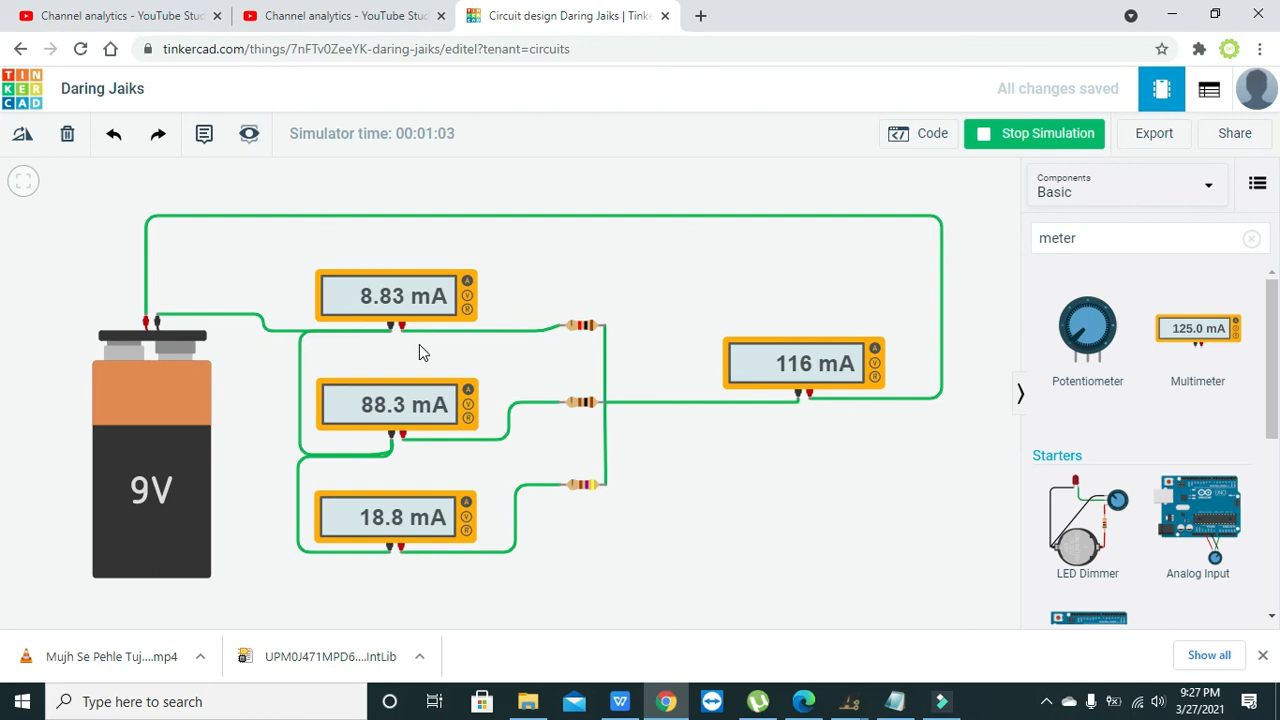 Channel analytics - YouTube Stud
Channel analytics - YouTube Stud
Circuit design Daring Jaiks | Tink
tinkercad.com/things/7nFTv0ZeeYK-daring-jaiks/editel?tenant=circuits
TIN
KER
CAD
Daring Jaiks
All changes saved
Simulator time: 00:01:03
Code
Stop Simulation
Export
Share
Components
Basic
meter
8.83 mA
A
V
R
88.3 mA
A
V
R
18.8 mA
A
V
R
116 mA
A
V
R
9V
125.0 mA
Potentiometer
Multimeter
Starters
LED Dimmer
Analog Input
Mujh Se Pehle Tuj....mp4
UPM0J471MPD6...IntLib
Show all
Type here to search
9:27 PM
3/27/2021